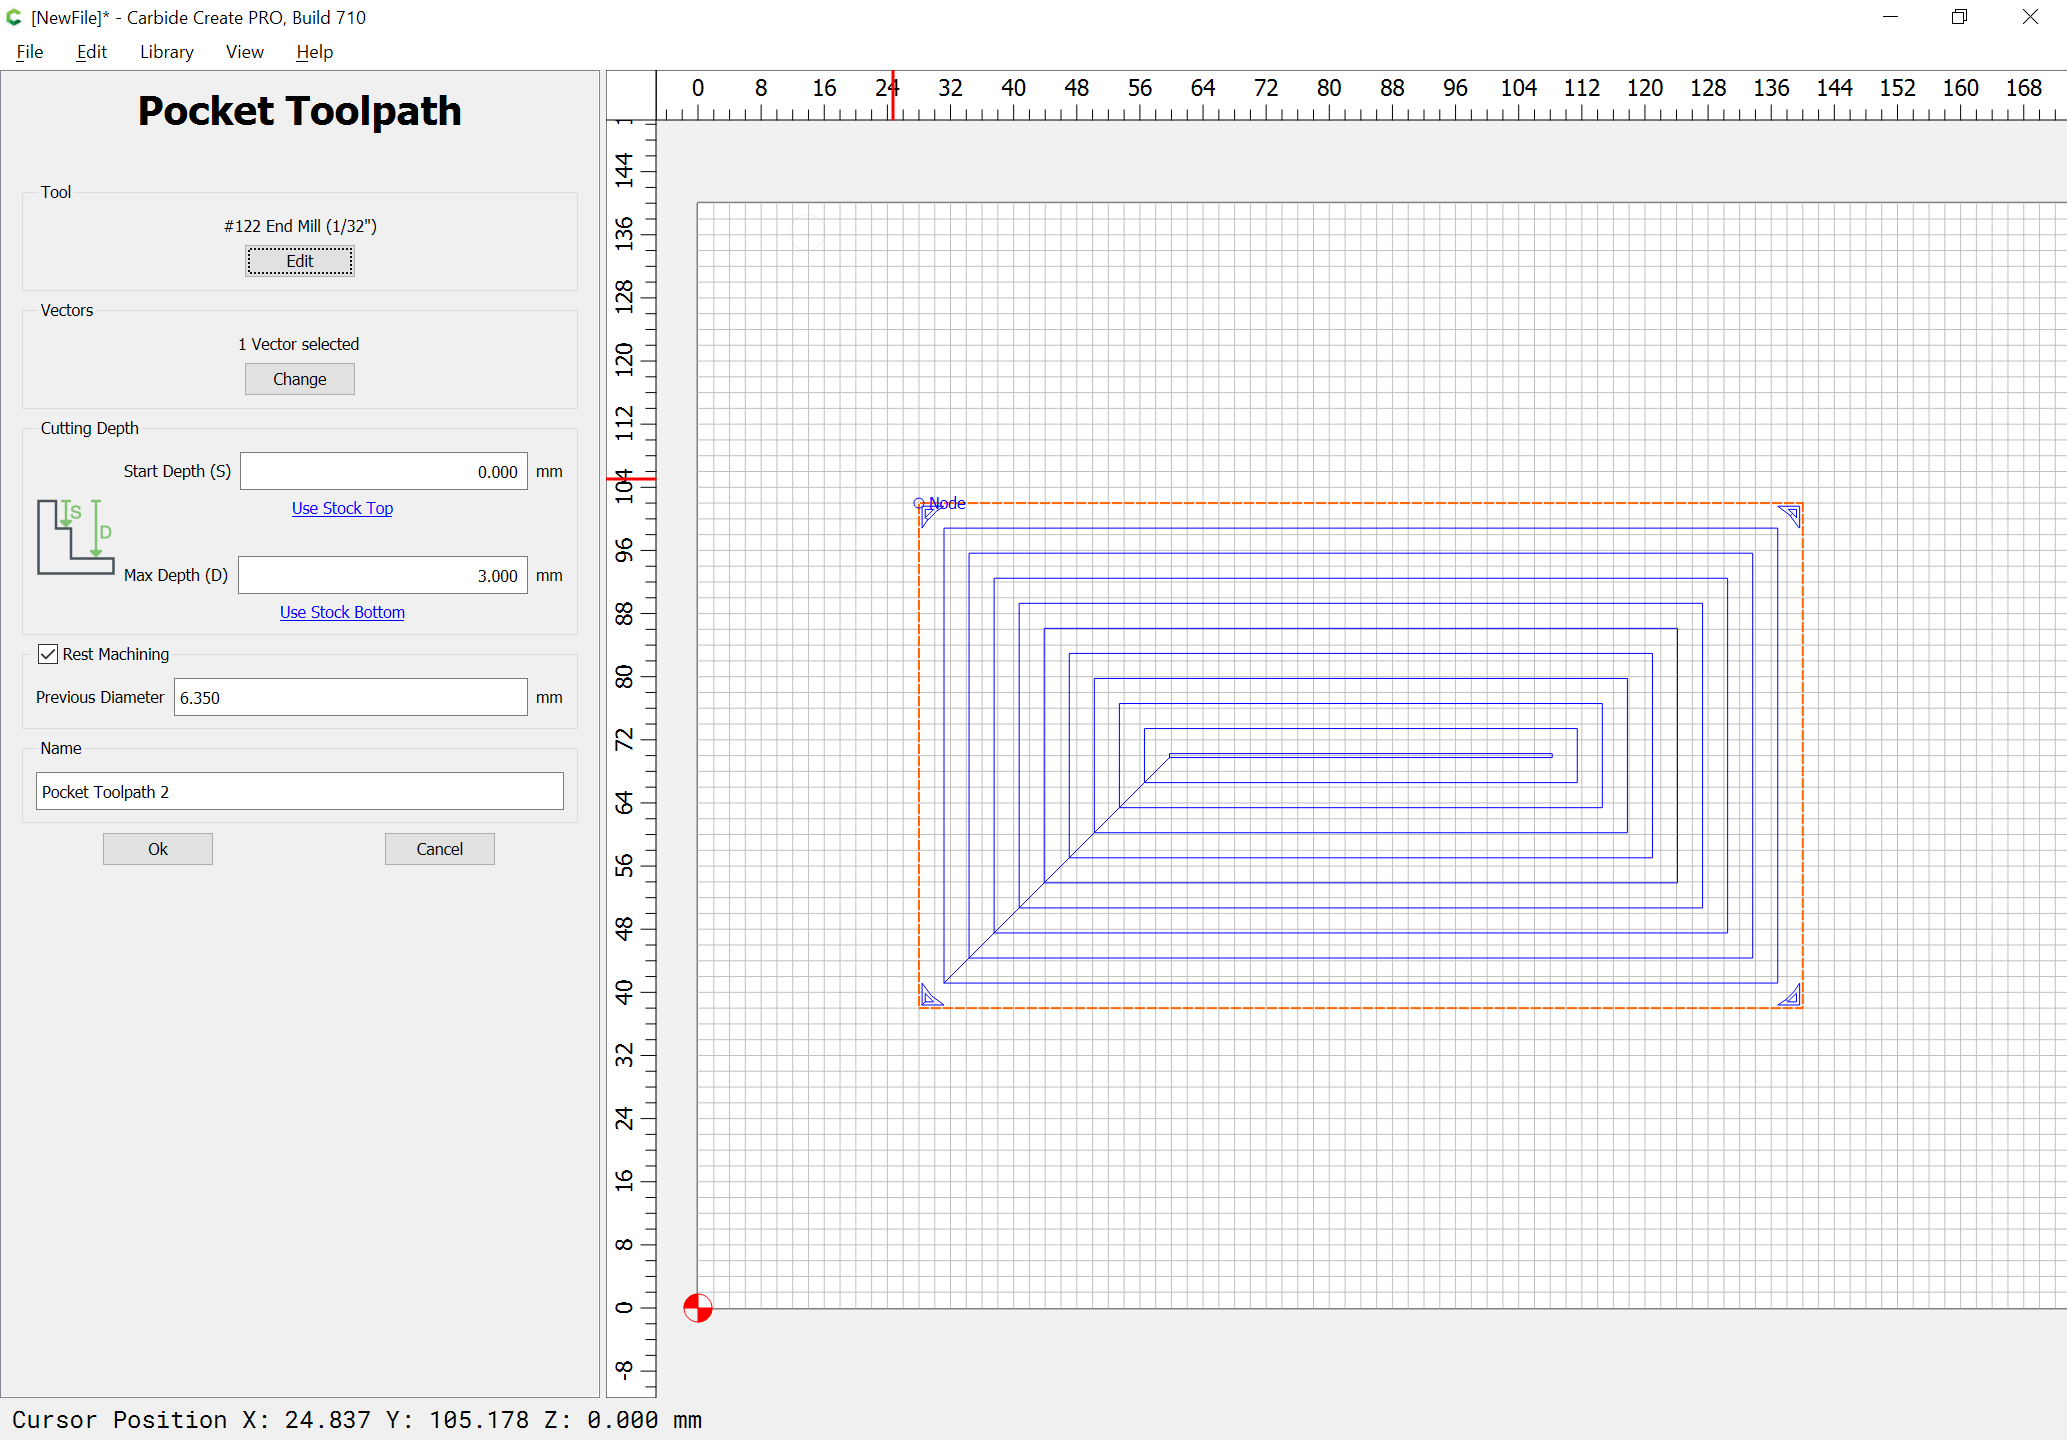 [NewFile]* - Carbide Create PRO, Build 710
File Edit Library View Help
Pocket Toolpath
Tool
#122 End Mill (1/32")
Edit
Vectors
1 Vector selected
Change
Cutting Depth
Start Depth (S) 0.000 mm
Use Stock Top
S
D
Max Depth (D) 3.000 mm
Use Stock Bottom
Rest Machining
Previous Diameter 6.350 mm
Name
Pocket Toolpath 2
Ok Cancel
0 8 16 24 32 40 48 56 64 72 80 88 96 104 112 120 128 136 144 152 160 168
144
136
128
120
112
104
96
88
80
72
64
56
48
40
32
24
16
8
0
-8
Node
Cursor Position X: 24.837 Y: 105.178 Z: 0.000 mm